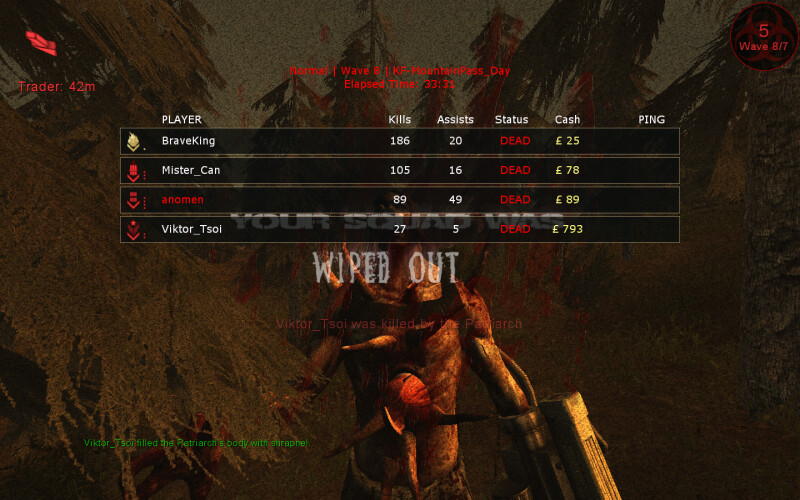 5
Wave 8/7
Trader: 42m
Normal | Wave 8 | KF-MountainPass_Day
Elapsed Time: 33:31
PLAYER Kills Assists Status Cash PING
BraveKing 186 20 DEAD £ 25
Mister_Can 105 16 DEAD £ 78
anomen 89 49 DEAD £ 89
YOUR SQUAD WAS
Viktor_Tsoi 27 5 DEAD £ 793
WIPED OUT
Viktor_Tsoi was killed by the Patriarch
Viktor_Tsoi filled the Patriarch's body with shrapnel.